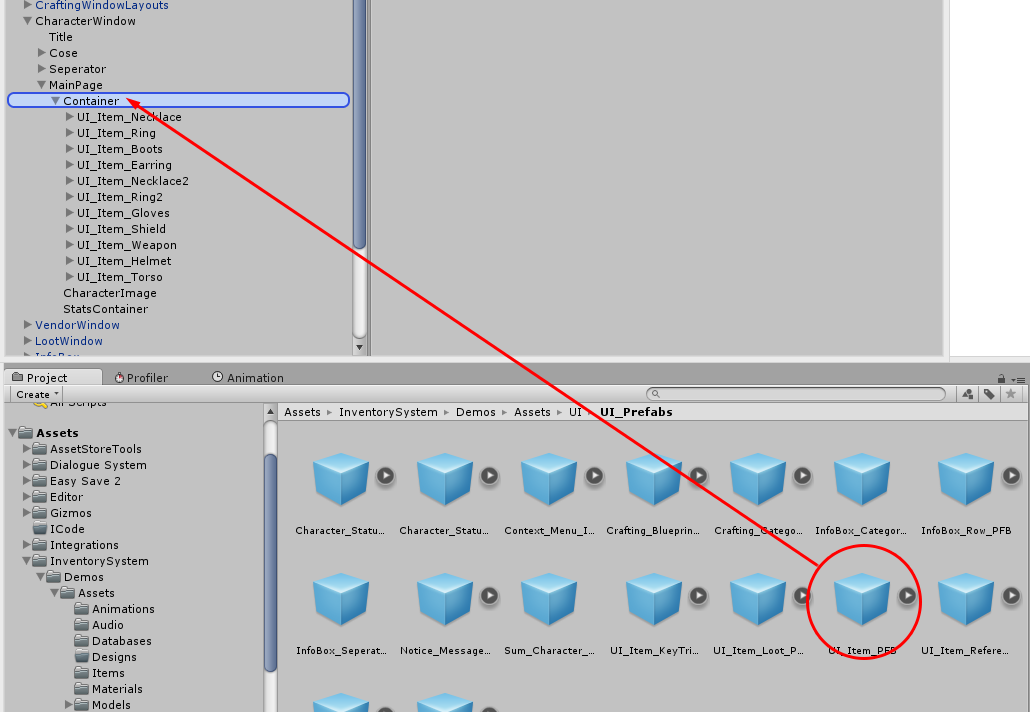 CraftingWindowLayouts
CharacterWindow
Title
Cose
Seperator
MainPage
Container
UI_Item_Necklace
UI_Item_Ring
UI_Item_Boots
UI_Item_Earring
UI_Item_Necklace2
UI_Item_Ring2
UI_Item_Gloves
UI_Item_Shield
UI_Item_Weapon
UI_Item_Helmet
UI_Item_Torso
CharacterImage
StatsContainer
VendorWindow
LootWindow
InfoBox
Project Profiler Animation
Create
All Scripts
Assets
AssetStoreTools
Dialogue System
Easy Save 2
Editor
Gizmos
ICode
Integrations
InventorySystem
Demos
Assets
Animations
Audio
Databases
Designs
Items
Materials
Models
Assets InventorySystem Demos Assets UI UI_Prefabs
Character_Statu... Character_Statu... Context_Menu_I... Crafting_Blueprin... Crafting_Catego... InfoBox_Categor... InfoBox_Row_PFB
InfoBox_Seperat... Notice_Message... Sum_Character_... UI_Item_KeyTri... UI_Item_Loot_P... UI_Item_PFB UI_Item_Refere...